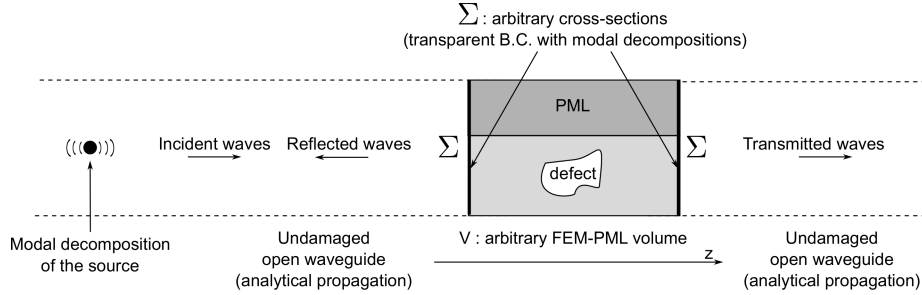 Σ : arbitrary cross-sections
(transparent B.C. with modal decompositions)
PML
Incident waves
Reflected waves
Σ
defect
Σ
Transmitted waves
Modal decomposition
of the source
Undamaged
open waveguide
(analytical propagation)
V : arbitrary FEM-PML volume
z
Undamaged
open waveguide
(analytical propagation)